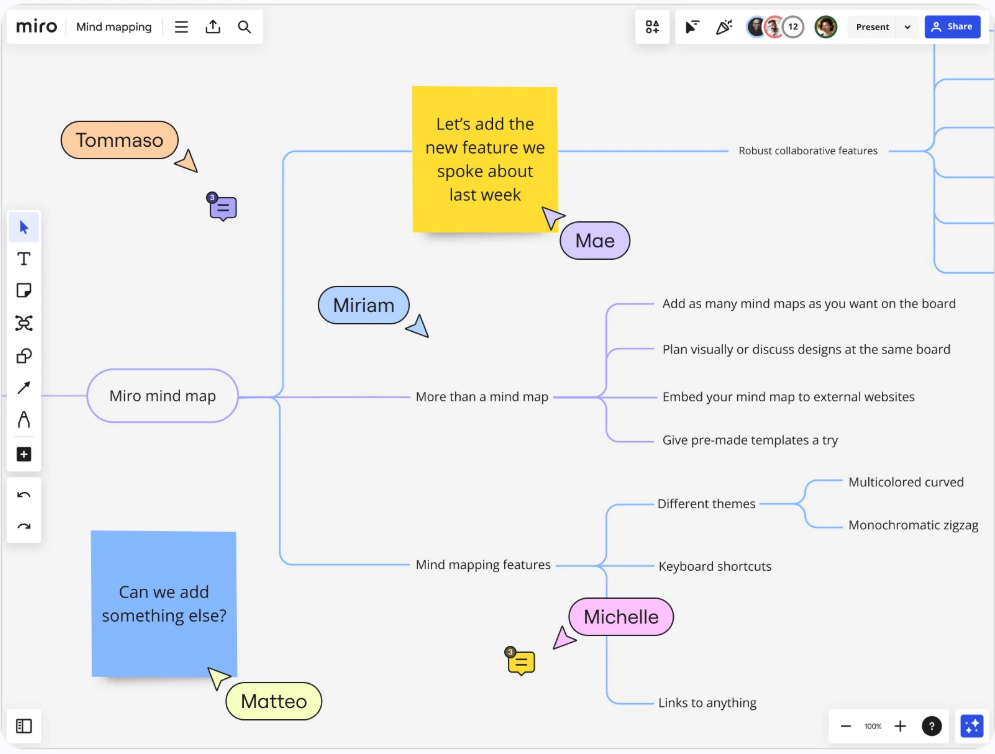 miro
Mind mapping
12
Present
Share
Let’s add the
new feature we
spoke about
last week
Tommaso
Robust collaborative features
3
Mae
Miriam
Add as many mind maps as you want on the board
Plan visually or discuss designs at the same board
Miro mind map
More than a mind map
Embed your mind map to external websites
Give pre-made templates a try
Multicolored curved
Different themes
Monochromatic zigzag
Mind mapping features
Keyboard shortcuts
Can we add
something else?
Michelle
3
Matteo
Links to anything
100%
?